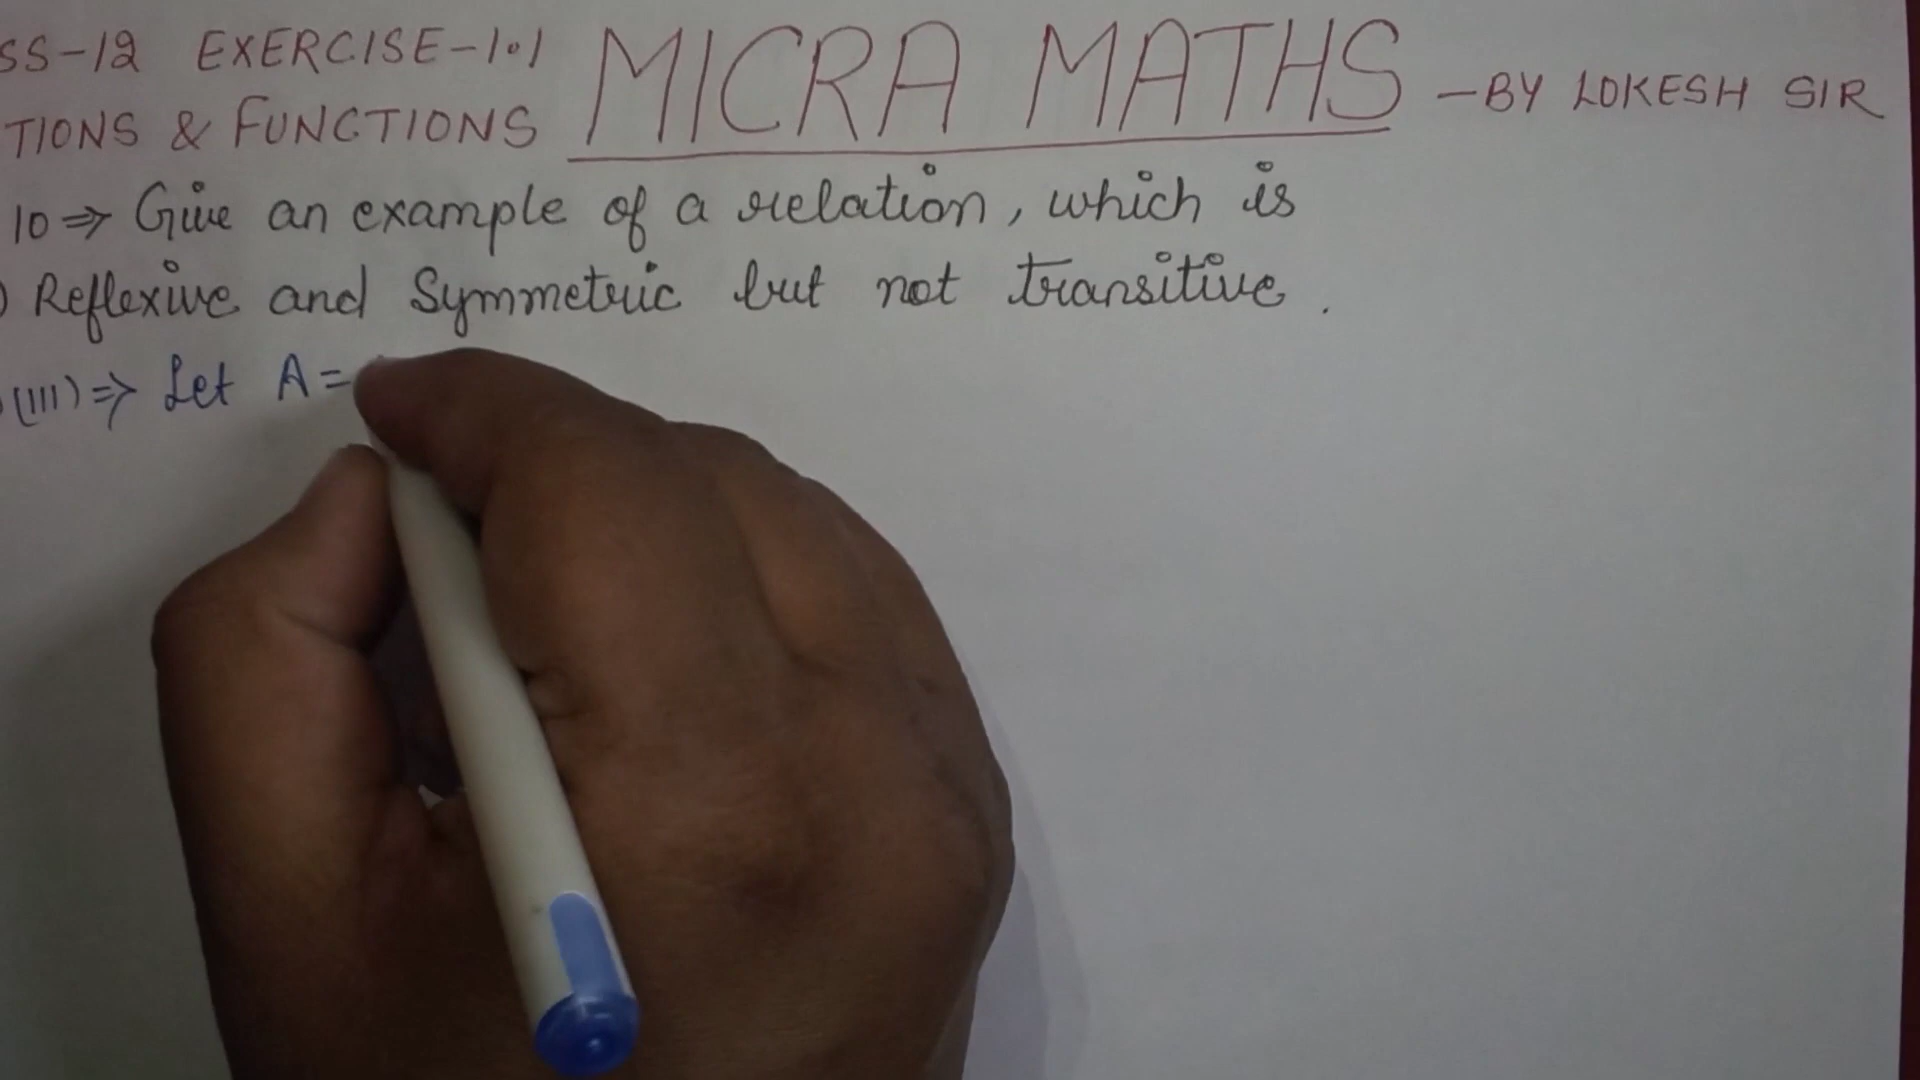 SS-12 EXERCISE-1.1 MICRA MATHS -BY LOKESH SIR
TIONS & FUNCTIONS
10⇒ Give an example of a relation, which is
) Reflexive and Symmetric but not transitive.
(III)⇒ Let A=